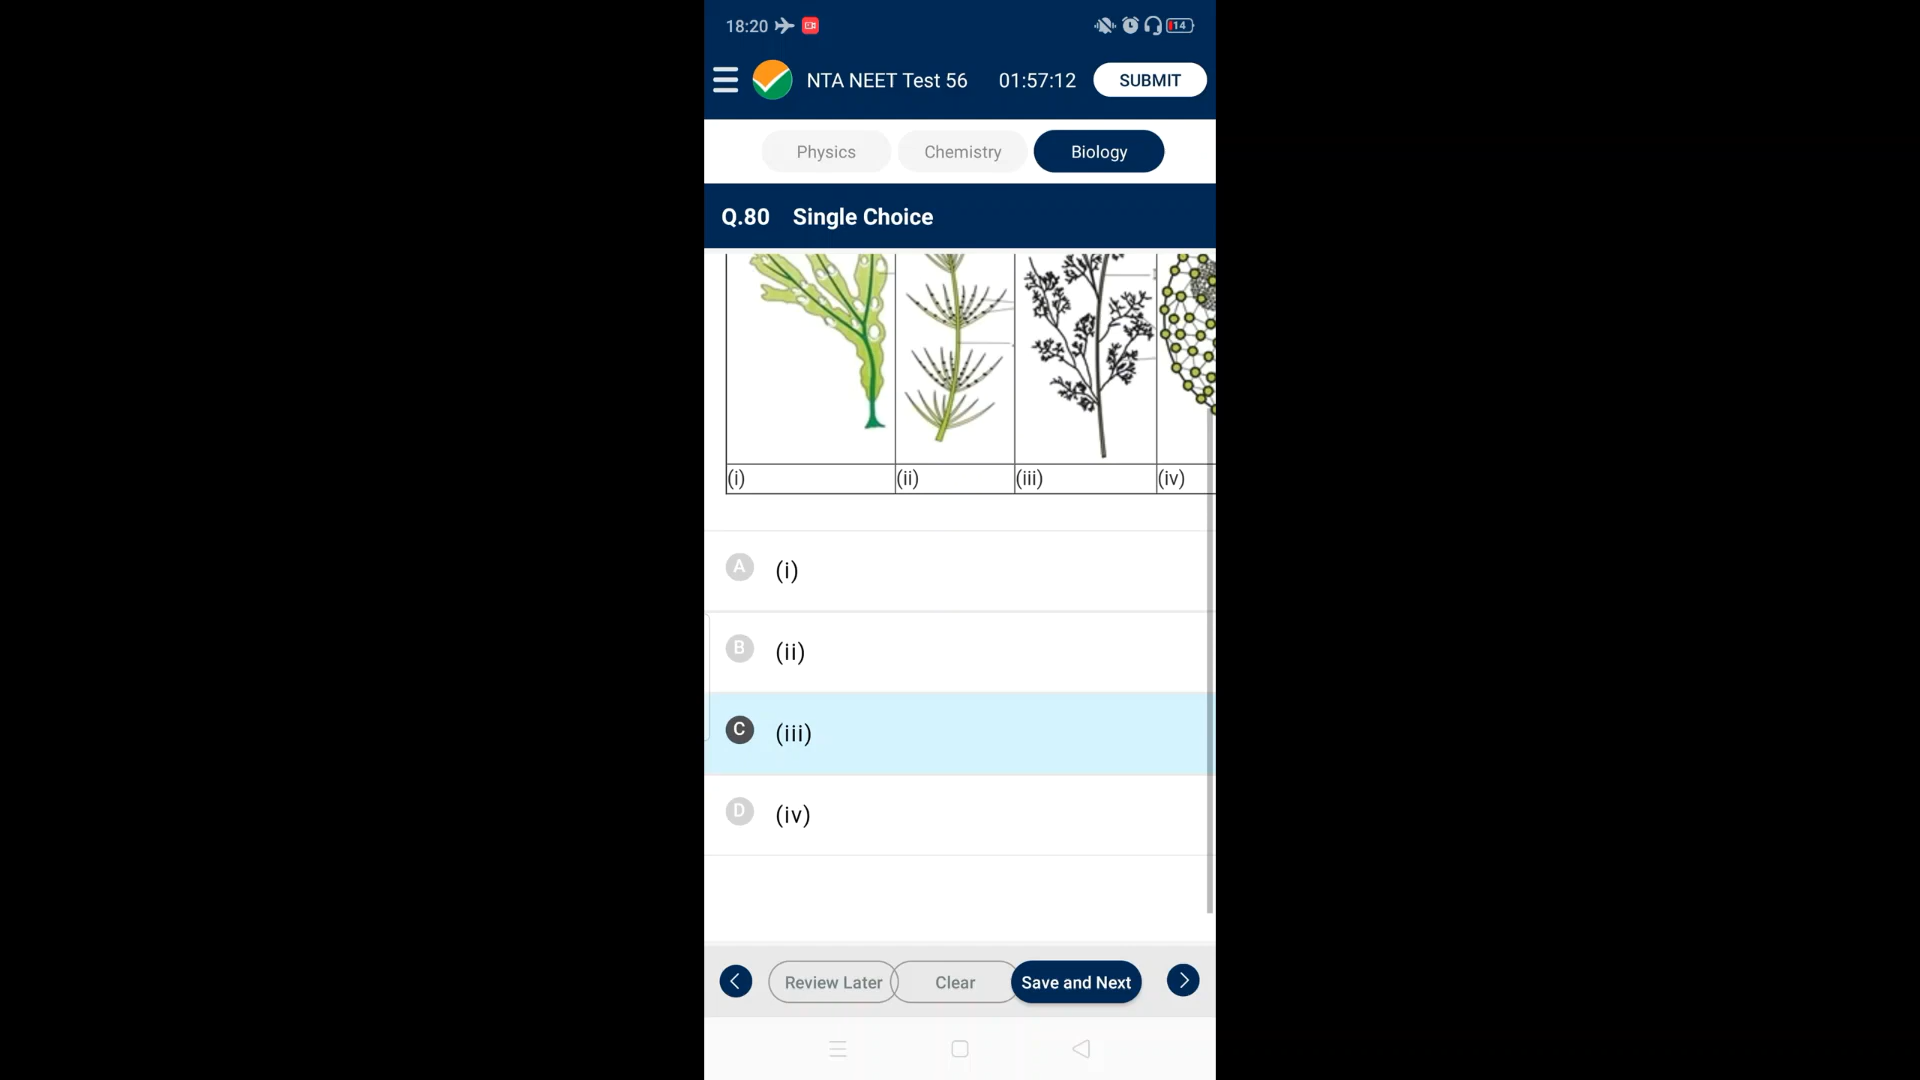 18:20 14
NTA NEET Test 56 01:57:12 SUBMIT
Physics Chemistry Biology
Q.80 Single Choice
(i) (ii) (iii) (iv)
A (i)
B (ii)
C (iii)
D (iv)
Review Later Clear Save and Next